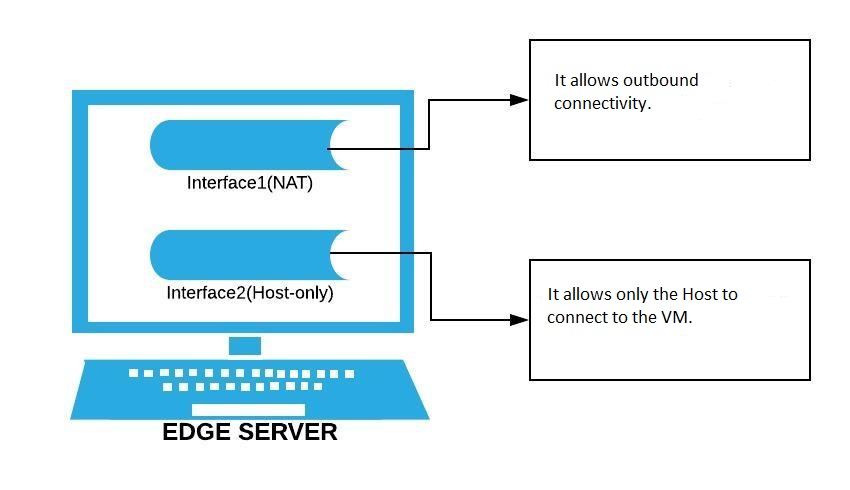 It allows outbound
connectivity.
Interface1(NAT)
Interface2(Host-only)
It allows only the Host to
connect to the VM.
EDGE SERVER